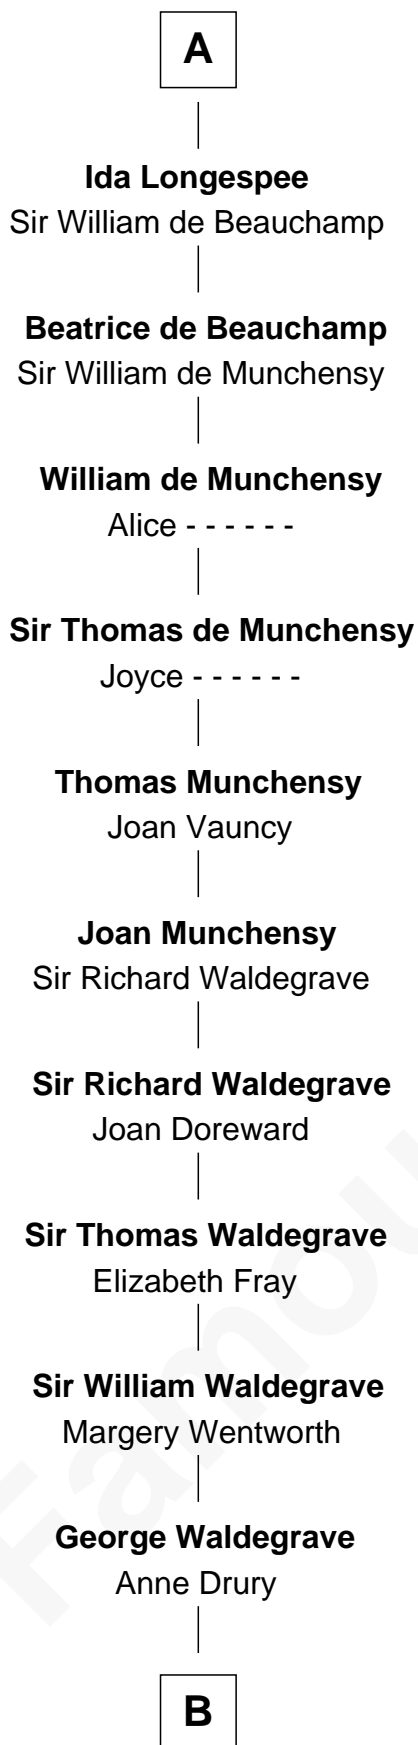 A
Ida Longespee
Sir William de Beauchamp
Beatrice de Beauchamp
Sir William de Munchensy
William de Munchensy
Alice - - - - - -
Sir Thomas de Munchensy
Joyce - - - - - -
Thomas Munchensy
Joan Vauncy
Joan Munchensy
Sir Richard Waldegrave
Sir Richard Waldegrave
Joan Doreward
Sir Thomas Waldegrave
Elizabeth Fray
Sir William Waldegrave
Margery Wentworth
George Waldegrave
Anne Drury
B